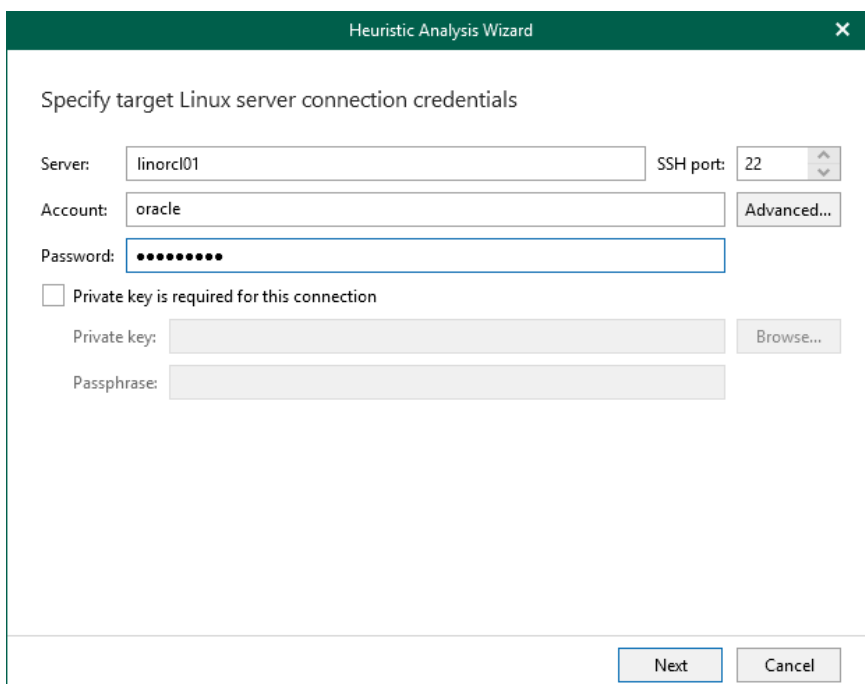 Heuristic Analysis Wizard
Specify target Linux server connection credentials
Server: linorcl01 SSH port: 22
Account: oracle Advanced...
Password: ●●●●●●●●●
Private key is required for this connection
Private key: Browse...
Passphrase:
Next Cancel